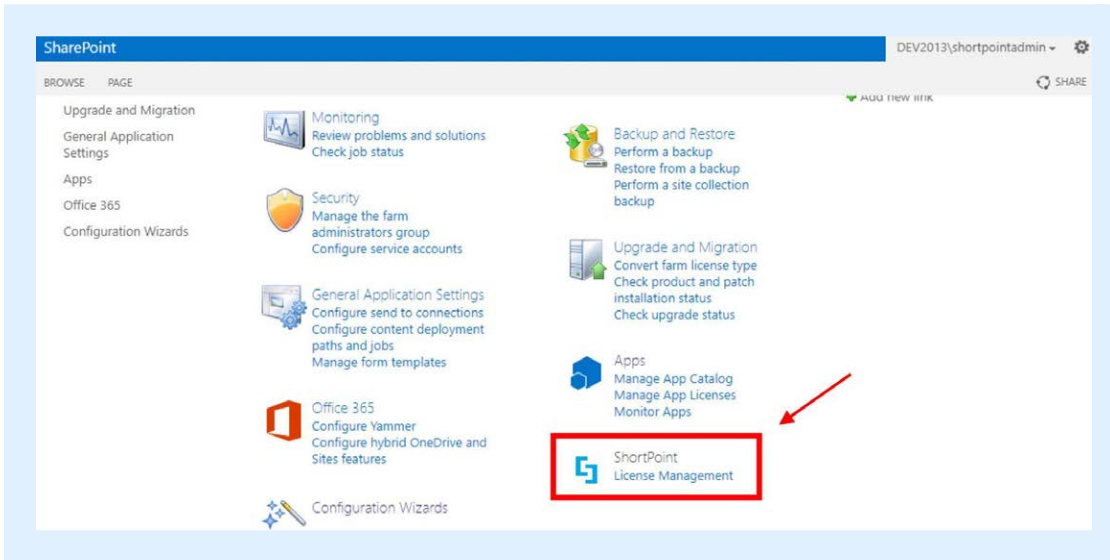 SharePoint
DEV2013\shortpointadmin
BROWSE PAGE
SHARE
Add new link
Upgrade and Migration
General Application
Settings
Apps
Office 365
Configuration Wizards
Monitoring
Review problems and solutions
Check job status
Security
Manage the farm
administrators group
Configure service accounts
General Application Settings
Configure send to connections
Configure content deployment
paths and jobs
Manage form templates
Office 365
Configure Yammer
Configure hybrid OneDrive and
Sites features
Configuration Wizards
Backup and Restore
Perform a backup
Restore from a backup
Perform a site collection
backup
Upgrade and Migration
Convert farm license type
Check product and patch
installation status
Check upgrade status
Apps
Manage App Catalog
Manage App Licenses
Monitor Apps
ShortPoint
License Management